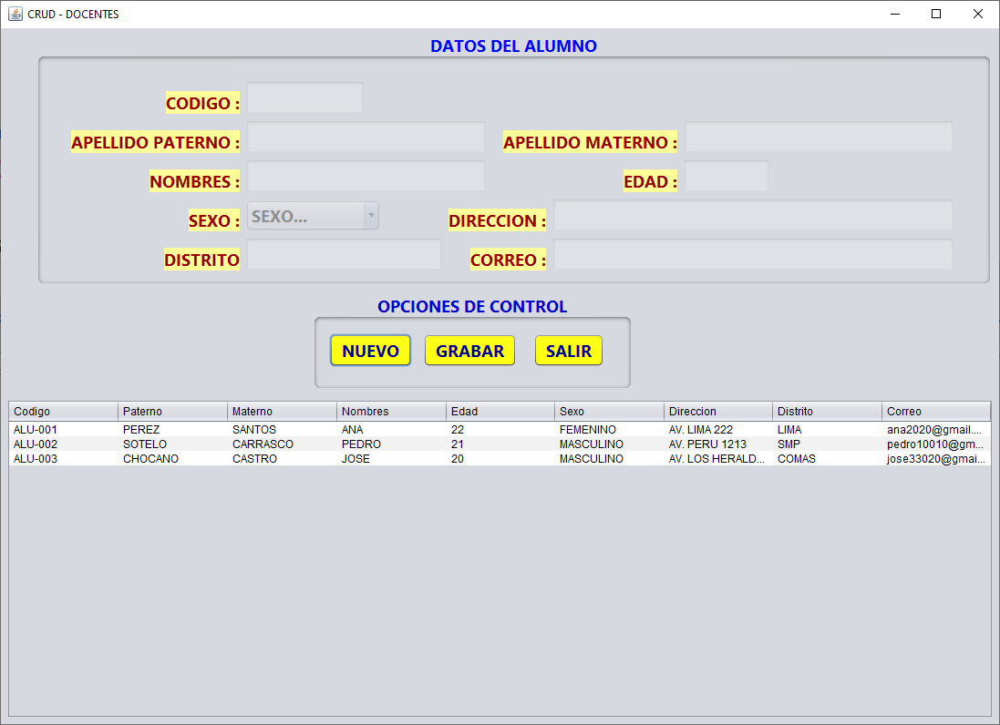 CRUD - DOCENTES
DATOS DEL ALUMNO
CODIGO :
APELLIDO PATERNO : APELLIDO MATERNO :
NOMBRES : EDAD :
SEXO : SEXO... DIRECCION :
DISTRITO CORREO :
OPCIONES DE CONTROL
NUEVO GRABAR SALIR
Codigo Paterno Materno Nombres Edad Sexo Direccion Distrito Correo
ALU-001 PEREZ SANTOS ANA 22 FEMENINO AV. LIMA 222 LIMA ana2020@gmail....
ALU-002 SOTELO CARRASCO PEDRO 21 MASCULINO AV. PERU 1213 SMP pedro10010@gm...
ALU-003 CHOCANO CASTRO JOSE 20 MASCULINO AV. LOS HERALD... COMAS jose33020@gmai...